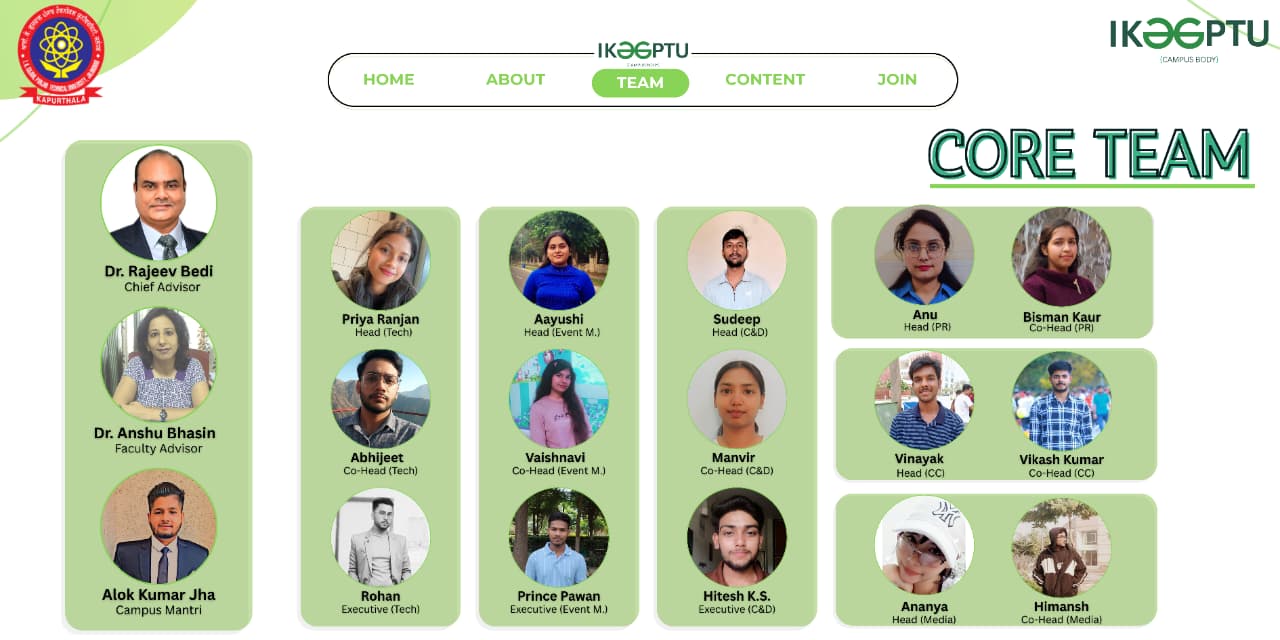 KAPURTHALA
IKGGPTU
HOME
ABOUT
TEAM
CONTENT
JOIN
IKGGPTU
(CAMPUS BODY)
CORE TEAM
Dr. Rajeev Bedi
Chief Advisor
Dr. Anshu Bhasin
Faculty Advisor
Alok Kumar Jha
Campus Mantri
Priya Ranjan
Head (Tech)
Abhijeet
Co-Head (Tech)
Rohan
Executive (Tech)
Aayushi
Head (Event M.)
Vaishnavi
Co-Head (Event M.)
Prince Pawan
Executive (Event M.)
Sudeep
Head (C&D)
Manvir
Co-Head (C&D)
Hitesh K.S.
Executive (C&D)
Anu
Head (PR)
Bisman Kaur
Co-Head (PR)
Vinayak
Head (CC)
Vikash Kumar
Co-Head (CC)
Ananya
Head (Media)
Himansh
Co-Head (Media)